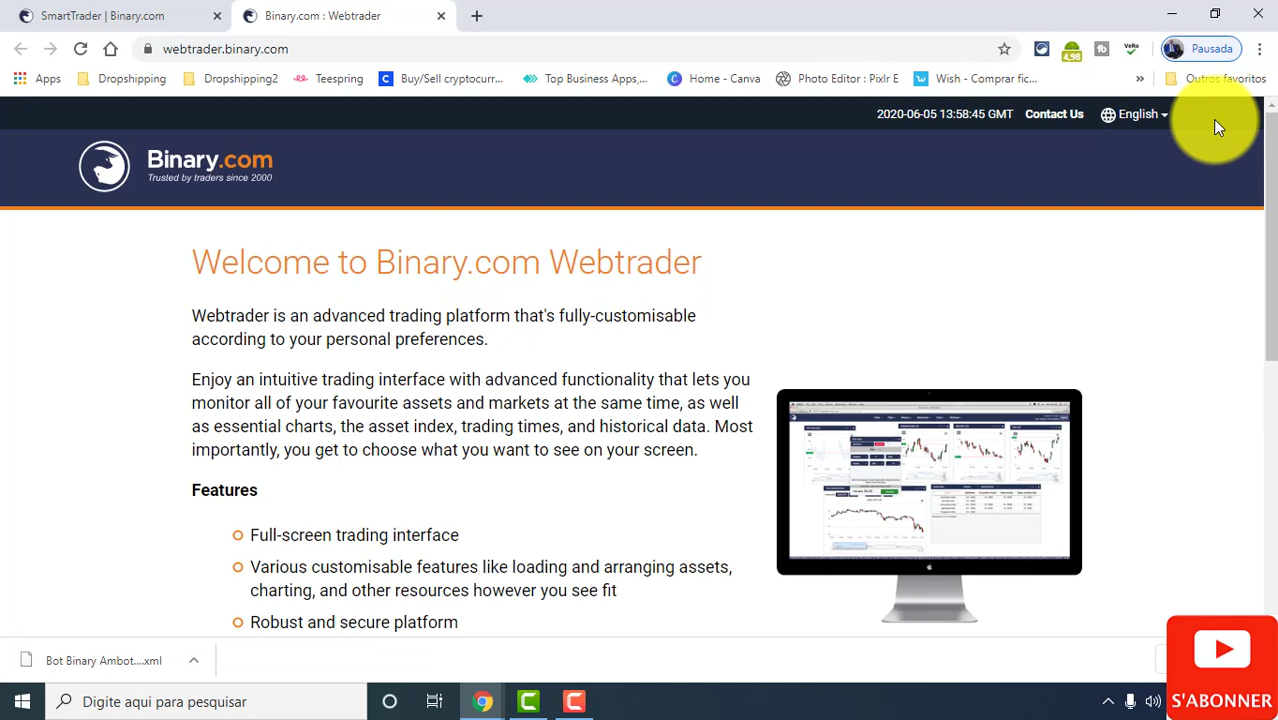 SmartTrader | Binary.com
Binary.com : Webtrader
webtrader.binary.com
4,98
tb
VeRo
Pausada
Apps
Dropshipping
Dropshipping2
Teespring
Buy/Sell cryptocurr...
Top Business Apps,...
Home - Canva
Photo Editor : Pixlr E
Wish - Comprar fic...
»
Outros favoritos
2020-06-05 13:58:45 GMT
Contact Us
English
Binary.com
Trusted by traders since 2000
Welcome to Binary.com Webtrader
Webtrader is an advanced trading platform that's fully-customisable
according to your personal preferences.
Enjoy an intuitive trading interface with advanced functionality that lets you
monitor all of your favourite assets and markets at the same time, as well
as essential charts, the asset index, trading times, and historical data. Most
importantly, you get to choose what you want to see on your screen.
Features
Full-screen trading interface
Various customisable features like loading and arranging assets,
charting, and other resources however you see fit
Robust and secure platform
Bot Binary Ambot....xml
Digite aqui para pesquisar
S'ABONNER